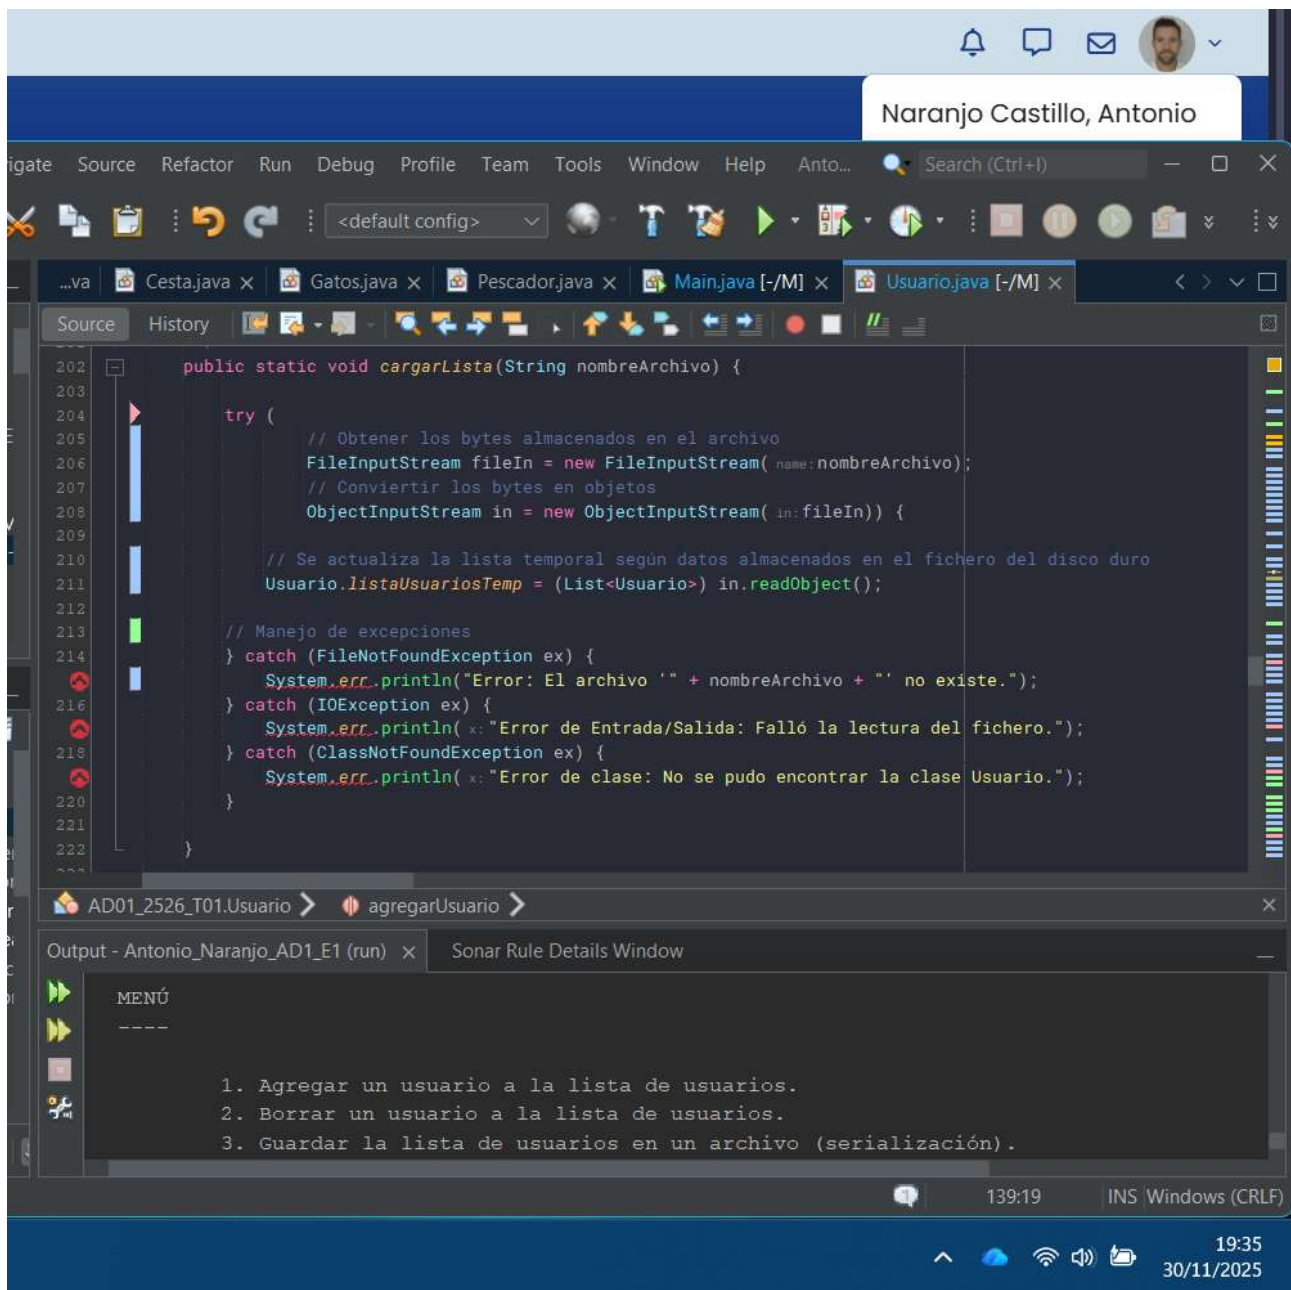 Naranjo Castillo, Antonio
igate Source Refactor Run Debug Profile Team Tools Window Help Anto... Search (Ctrl+I)
<default config>
...va Cesta.java Gatos.java Pescador.java Main.java [-/M] Usuario.java [-/M]
Source History
202 public static void cargarLista(String nombreArchivo) {
203
204 try (
205 // Obtener los bytes almacenados en el archivo
206 FileInputStream fileIn = new FileInputStream( name: nombreArchivo);
207 // Conviertir los bytes en objetos
208 ObjectInputStream in = new ObjectInputStream( in: fileIn)) {
209
210 // Se actualiza la lista temporal según datos almacenados en el fichero del disco duro
211 Usuario.listaUsuariosTemp = (List<Usuario>) in.readObject();
212
213 // Manejo de excepciones
214 } catch (FileNotFoundException ex) {
System.err.println("Error: El archivo '" + nombreArchivo + "' no existe.");
216 } catch (IOException ex) {
System.err.println( x: "Error de Entrada/Salida: Falló la lectura del fichero.");
218 } catch (ClassNotFoundException ex) {
System.err.println( x: "Error de clase: No se pudo encontrar la clase Usuario.");
220 }
221
222 }
AD01_2526_T01.Usuario agregarUsuario
Output - Antonio_Naranjo_AD1_E1 (run) Sonar Rule Details Window
MENÚ
----
1. Agregar un usuario a la lista de usuarios.
2. Borrar un usuario a la lista de usuarios.
3. Guardar la lista de usuarios en un archivo (serialización).
1 139:19 INS Windows (CRLF)
19:35
30/11/2025